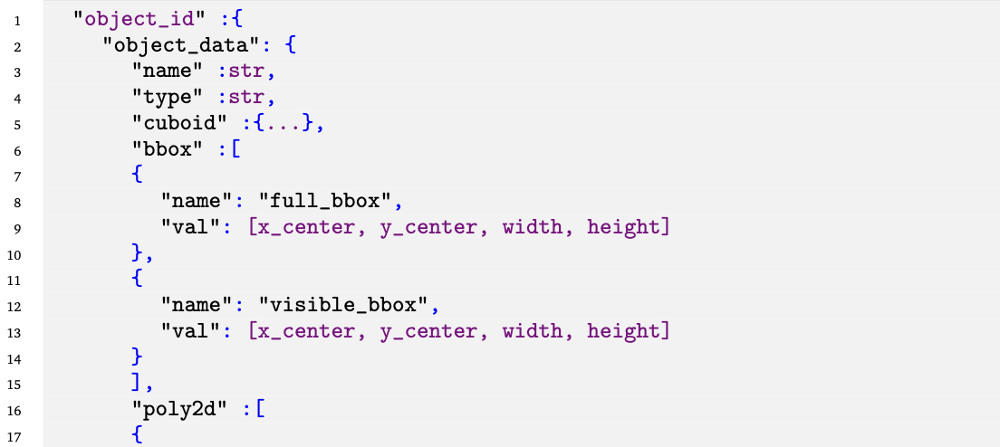 1 "object_id" :{
2 "object_data": {
3 "name" :str,
4 "type" :str,
5 "cuboid" :{...},
6 "bbox" :[
7 {
8 "name": "full_bbox",
9 "val": [x_center, y_center, width, height]
10 },
11 {
12 "name": "visible_bbox",
13 "val": [x_center, y_center, width, height]
14 }
15 ],
16 "poly2d" :[
17 {